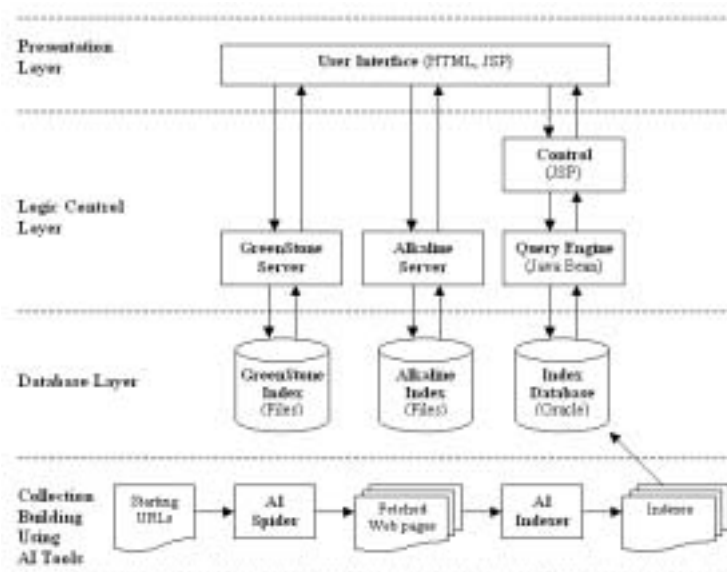 Presentation
Layer
User Interface (HTML, JSP)
Control
(JSP)
Logic Control
Layer
GreenStone
Server
Alkaline
Server
Query Engine
(Java Bean)
Database Layer
GreenStone
Index
(Files)
Alkaline
Index
(Files)
Index
Database
(Oracle)
Collection
Building
Using
AI Tools
Starting
URLs
AI
Spider
Fetched
Web pages
AI
Indexer
Indexes